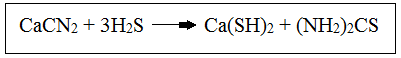 CaCN₂ + 3H₂S → Ca(SH)₂ + (NH₂)₂CS